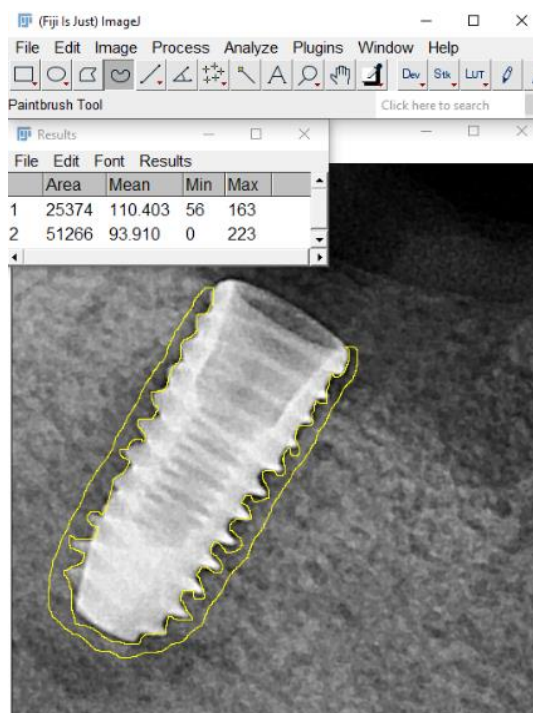 (Fiji Is Just) ImageJ
File Edit Image Process Analyze Plugins Window Help
A Dev Stk LUT
Paintbrush Tool
Click here to search
Results
File Edit Font Results
Area Mean Min Max
1 25374 110.403 56 163
2 51266 93.910 0 223